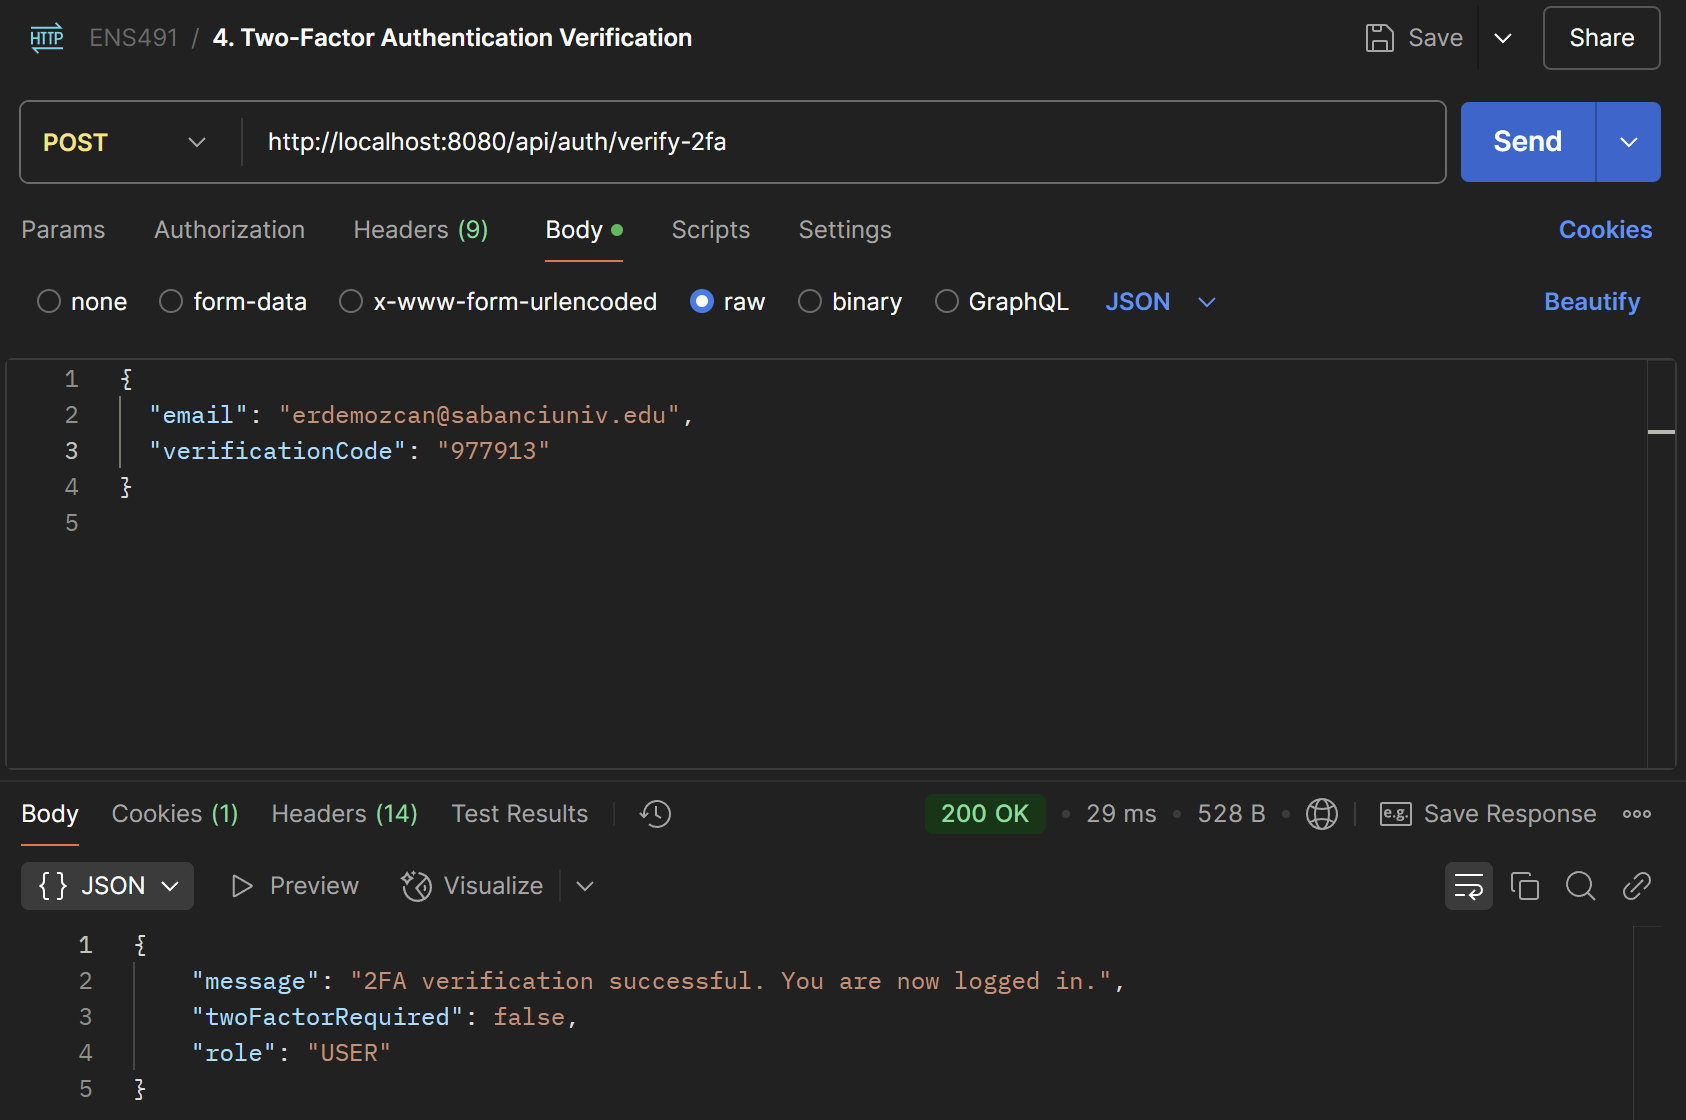 HTTP ENS491 / 4. Two-Factor Authentication Verification Save Share
POST http://localhost:8080/api/auth/verify-2fa Send
Params Authorization Headers (9) Body Scripts Settings Cookies
none form-data x-www-form-urlencoded raw binary GraphQL JSON Beautify
1 {
2 "email": "erdemozcan@sabanciuniv.edu",
3 "verificationCode": "977913"
4 }
5
Body Cookies (1) Headers (14) Test Results 200 OK • 29 ms • 528 B • e.g. Save Response
{} JSON Preview Visualize
1 {
2 "message": "2FA verification successful. You are now logged in.",
3 "twoFactorRequired": false,
4 "role": "USER"
5 }